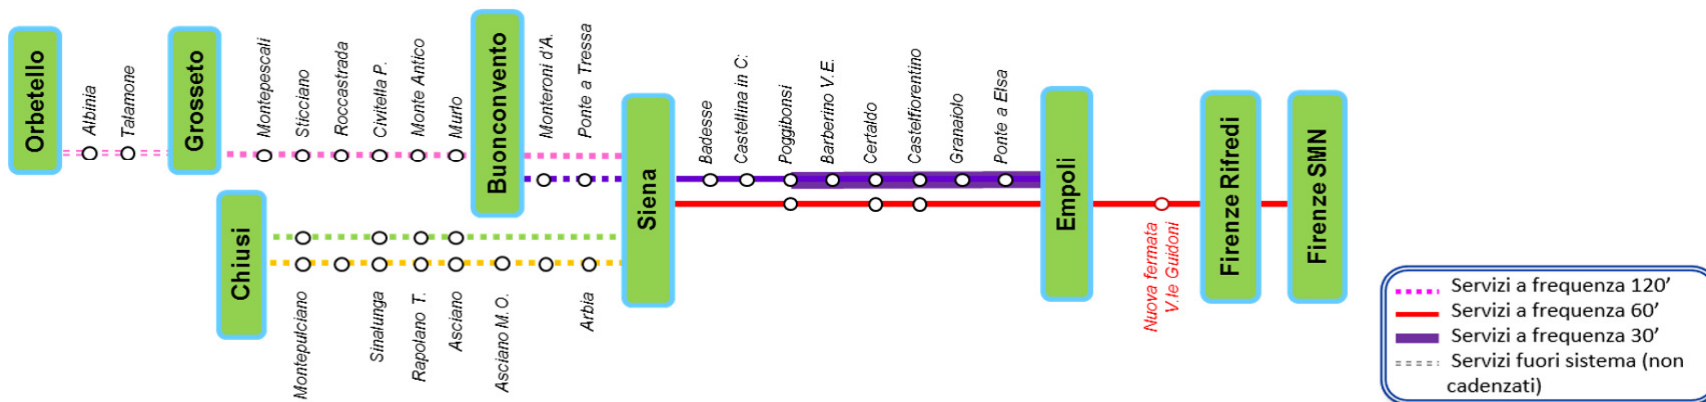 Orbetello
Albinia
Talamone
Grosseto
Montepescali
Sticciano
Roccastrada
Civitella P.
Monte Antico
Murlo
Buonconvento
Monteroni d'A.
Ponte a Tressa
Siena
Badesse
Castellina in C:
Poggibonsi
Barberino V.E.
Certaldo
Castelfiorentino
Granaiolo
Ponte a Elsa
Empoli
Nuova fermata
V.le Guidoni
Firenze Rifredi
Firenze SMN
Chiusi
Montepulciano
Sinalunga
Rapolano T.
Asciano
Asciano M.O.
Arbia
Servizi a frequenza 120'
Servizi a frequenza 60'
Servizi a frequenza 30'
Servizi fuori sistema (non
cadenzati)